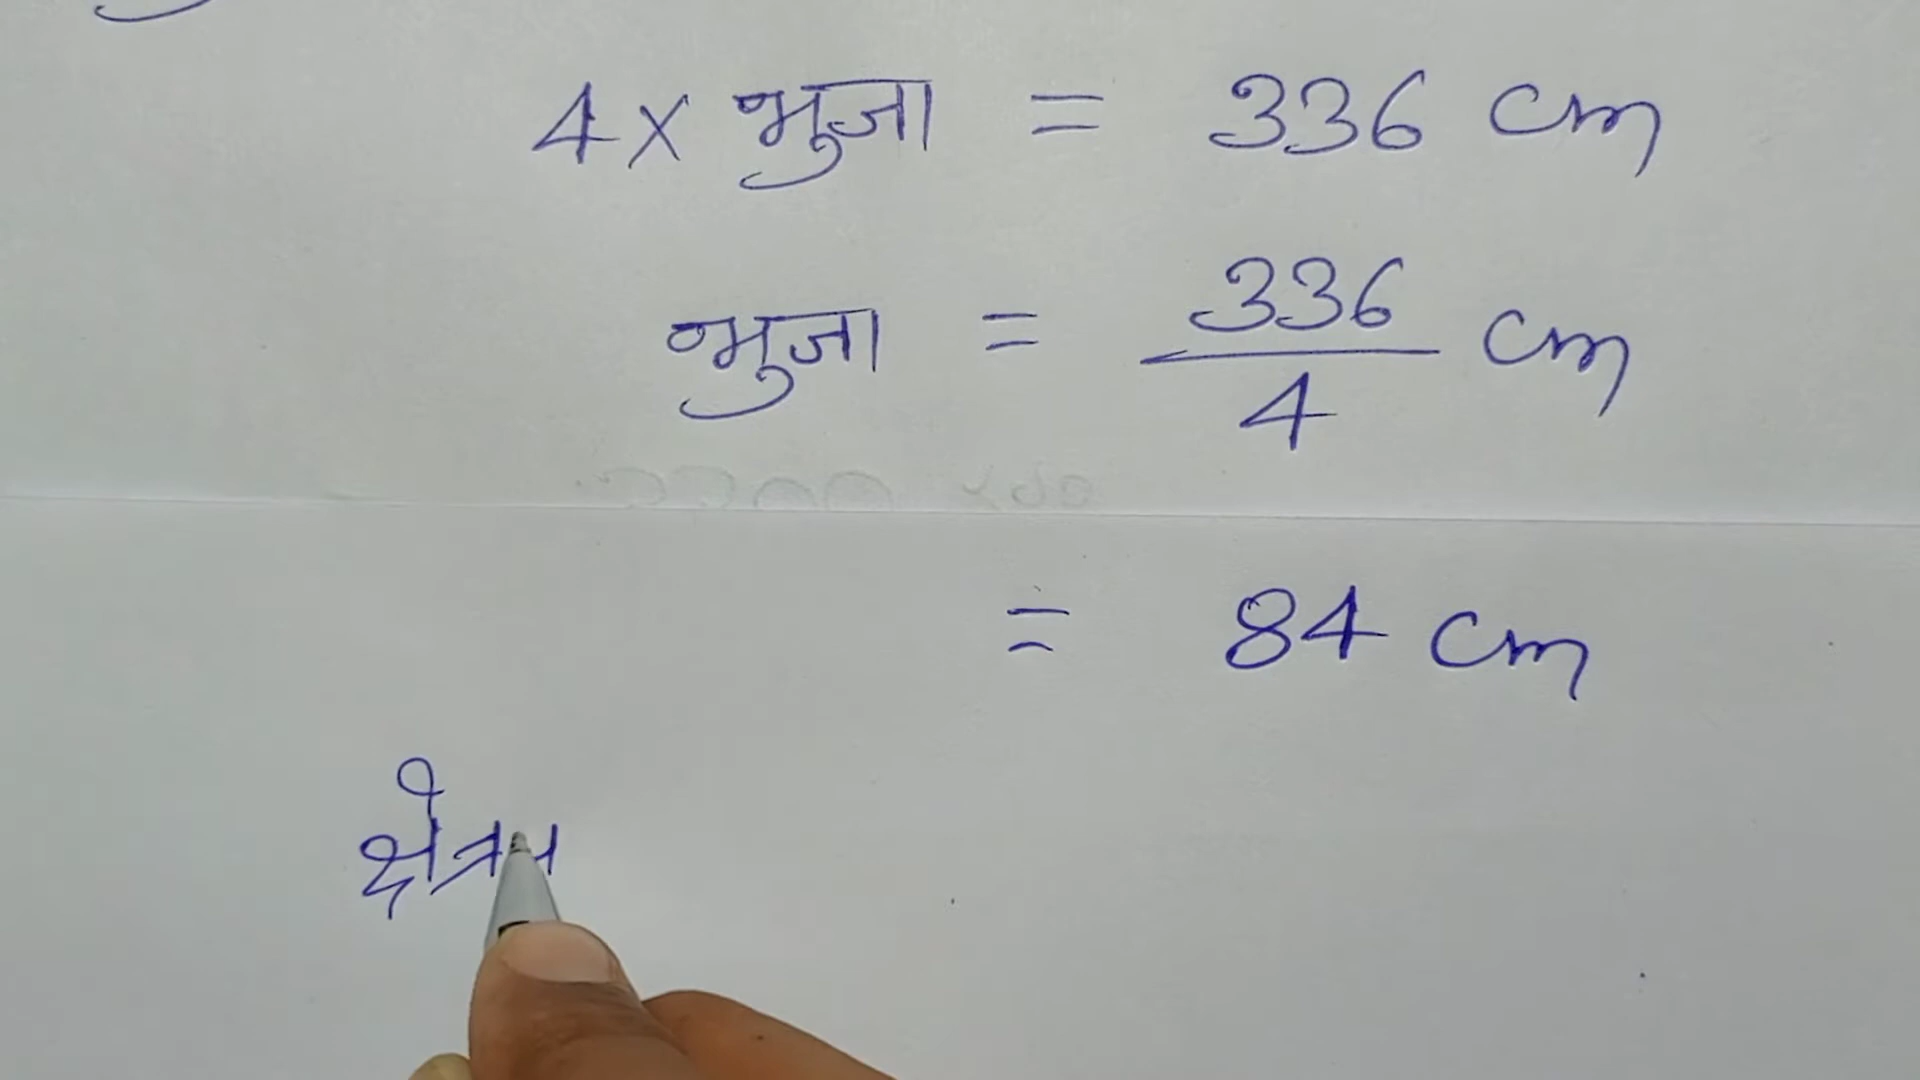 4 × भुजा = 336 cm
भुजा = 336/4 cm
= 84 cm